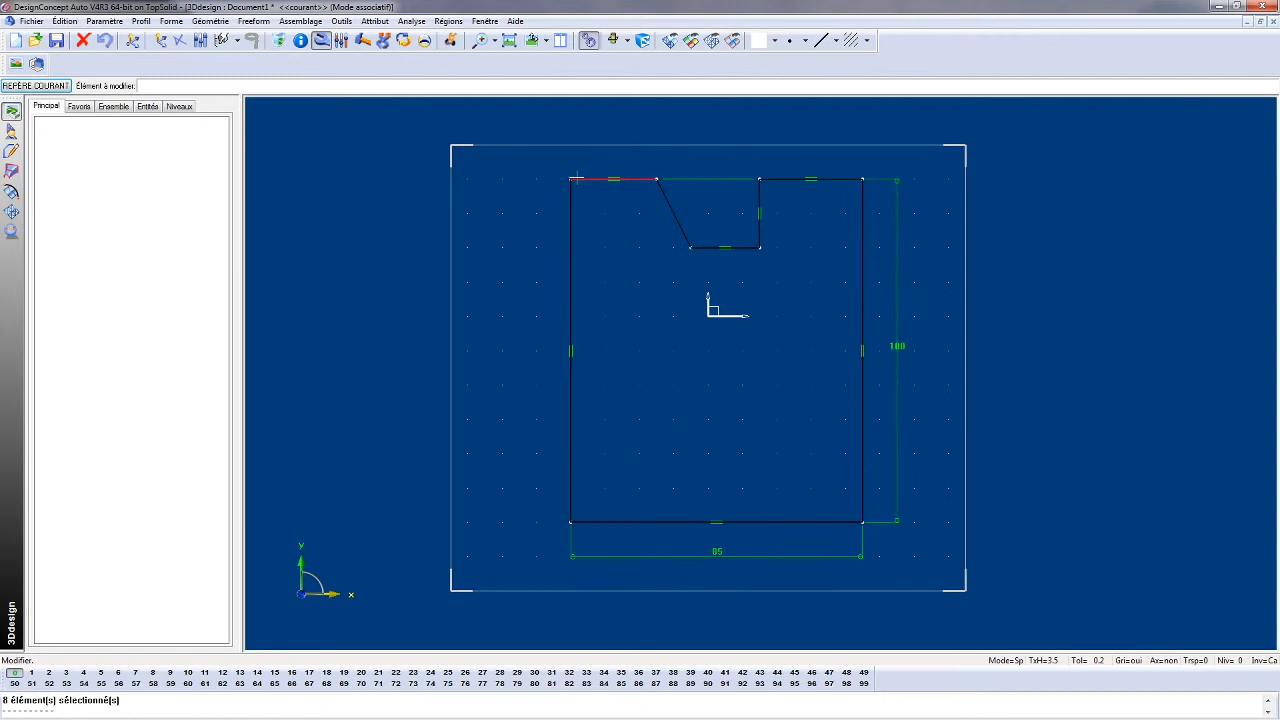 DesignConcept Auto V4R3 64-bit on TopSolid - [3Ddesign : Document1 * <<courant>> (Mode associatif)]
Fichier Édition Paramètre Profil Forme Géométrie Freeform Assemblage Outils Attribut Analyse Régions Fenêtre Aide
REPÈRE COURANT Élément à modifier:
Principal Favoris Ensemble Entités Niveaux
100
85
y
x
3Ddesign
Modifier. Mode=Sp TxH=3.5 Tol= 0.2 Gri=oui Ax=non Trsp=0 Niv= 0 Inv=Ca
0 1 2 3 4 5 6 7 8 9 10 11 12 13 14 15 16 17 18 19 20 21 22 23 24 25 26 27 28 29 30 31 32 33 34 35 36 37 38 39 40 41 42 43 44 45 46 47 48 49
50 51 52 53 54 55 56 57 58 59 60 61 62 63 64 65 66 67 68 69 70 71 72 73 74 75 76 77 78 79 80 81 82 83 84 85 86 87 88 89 90 91 92 93 94 95 96 97 98 99
8 élément(s) sélectionné(s)